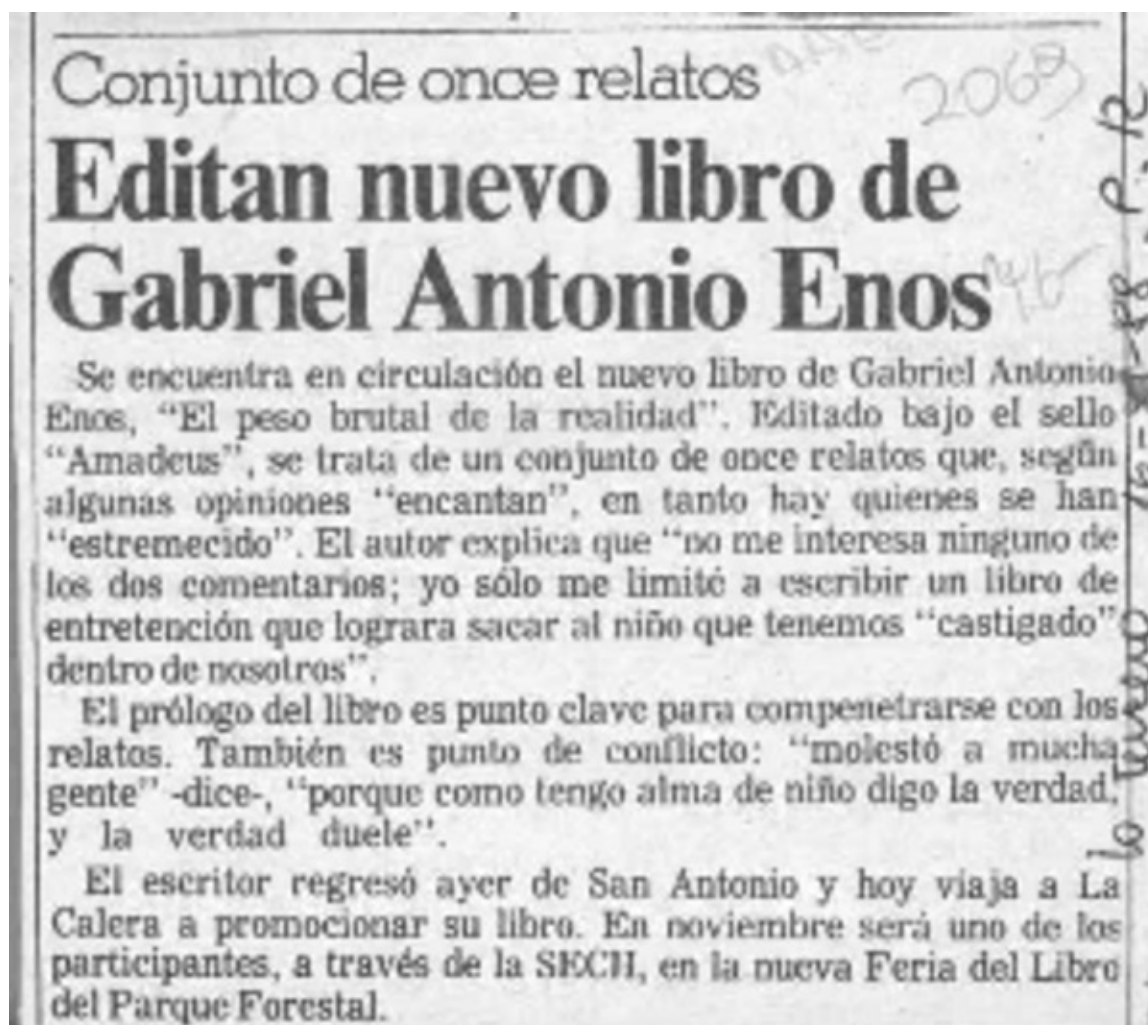 Conjunto de once relatos
2063
Editan nuevo libro de
Gabriel Antonio Enos
Se encuentra en circulación el nuevo libro de Gabriel Antonio
Enos, “El peso brutal de la realidad”. Editado bajo el sello
“Amadeus”, se trata de un conjunto de once relatos que, según
algunas opiniones “encantan”, en tanto hay quienes se han
“estremecido”. El autor explica que “no me interesa ninguno de
los dos comentarios; yo sólo me limité a escribir un libro de
entretención que lograra sacar al niño que tenemos “castigado”
dentro de nosotros”.
El prólogo del libro es punto clave para compenetrarse con los
relatos. También es punto de conflicto: “molestó a mucha
gente” -dice-, “porque como tengo alma de niño digo la verdad,
y la verdad duele”.
El escritor regresó ayer de San Antonio y hoy viaja a La
Calera a promocionar su libro. En noviembre será uno de los
participantes, a través de la SECH, en la nueva Feria del Libro
del Parque Forestal.